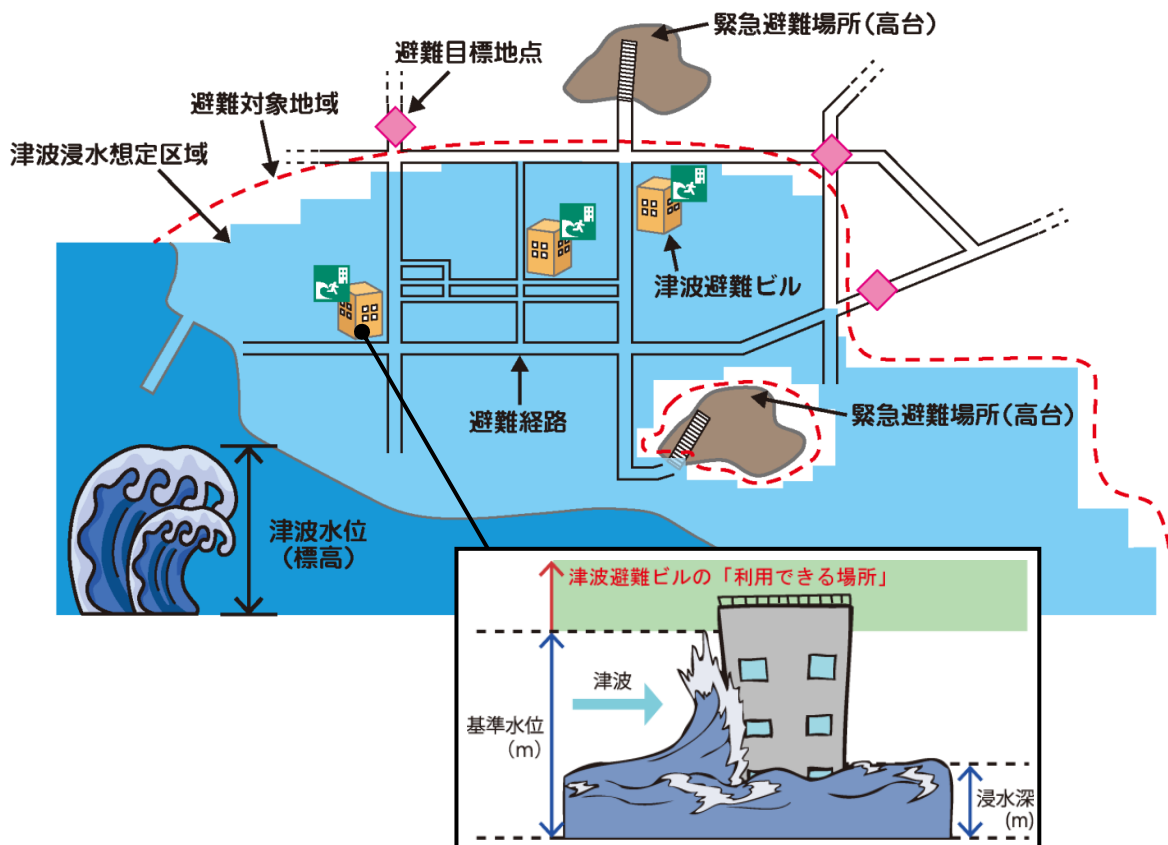 緊急避難場所(高台)
避難目標地点
避難対象地域
津波浸水想定区域
津波避難ビル
避難経路
緊急避難場所(高台)
津波水位
(標高)
津波避難ビルの「利用できる場所」
津波
基準水位
(m)
浸水深
(m)